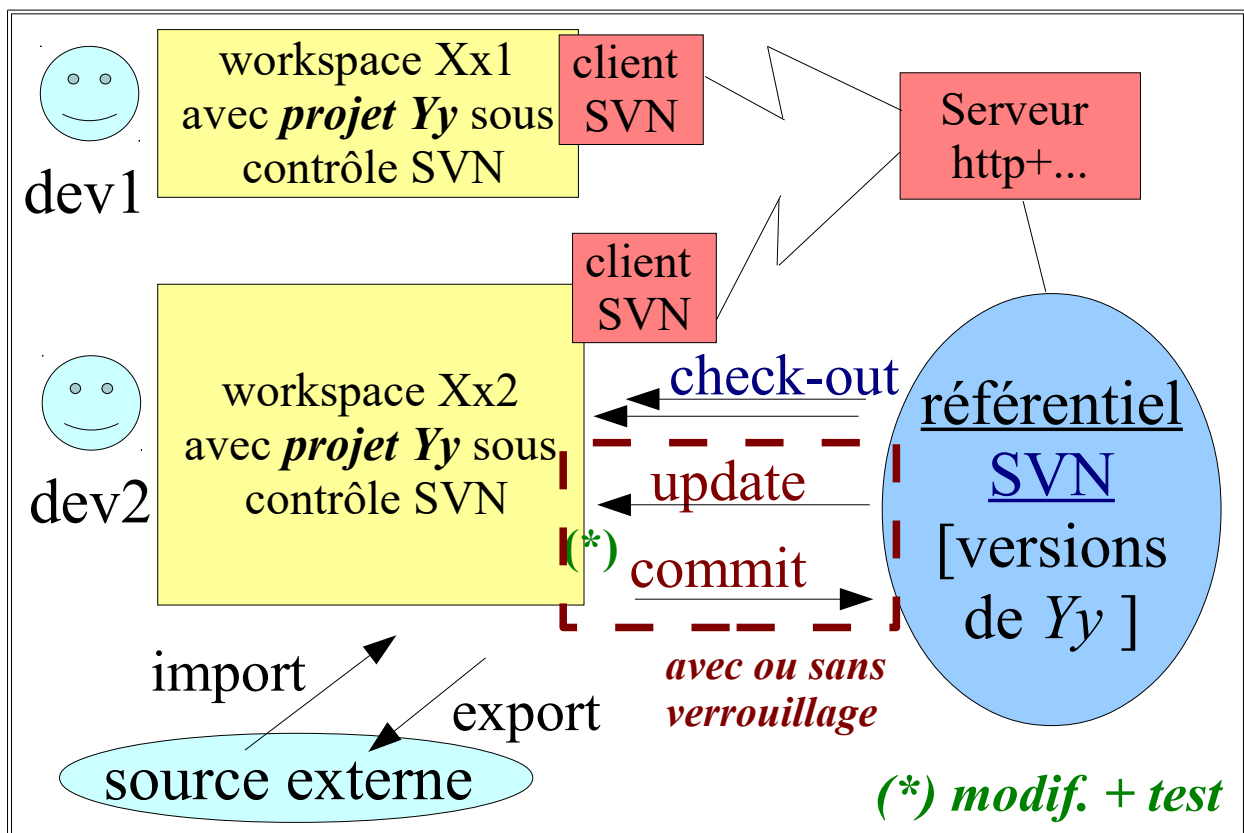 workspace Xx1
avec projet Yy sous
contrôle SVN
client
SVN
dev1
Serveur
http+...
client
SVN
workspace Xx2
avec projet Yy sous
contrôle SVN
dev2
check-out
update
(*)
commit
avec ou sans
verrouillage
référentiel
SVN
[versions
de Yy ]
import
export
source externe
(*) modif. + test